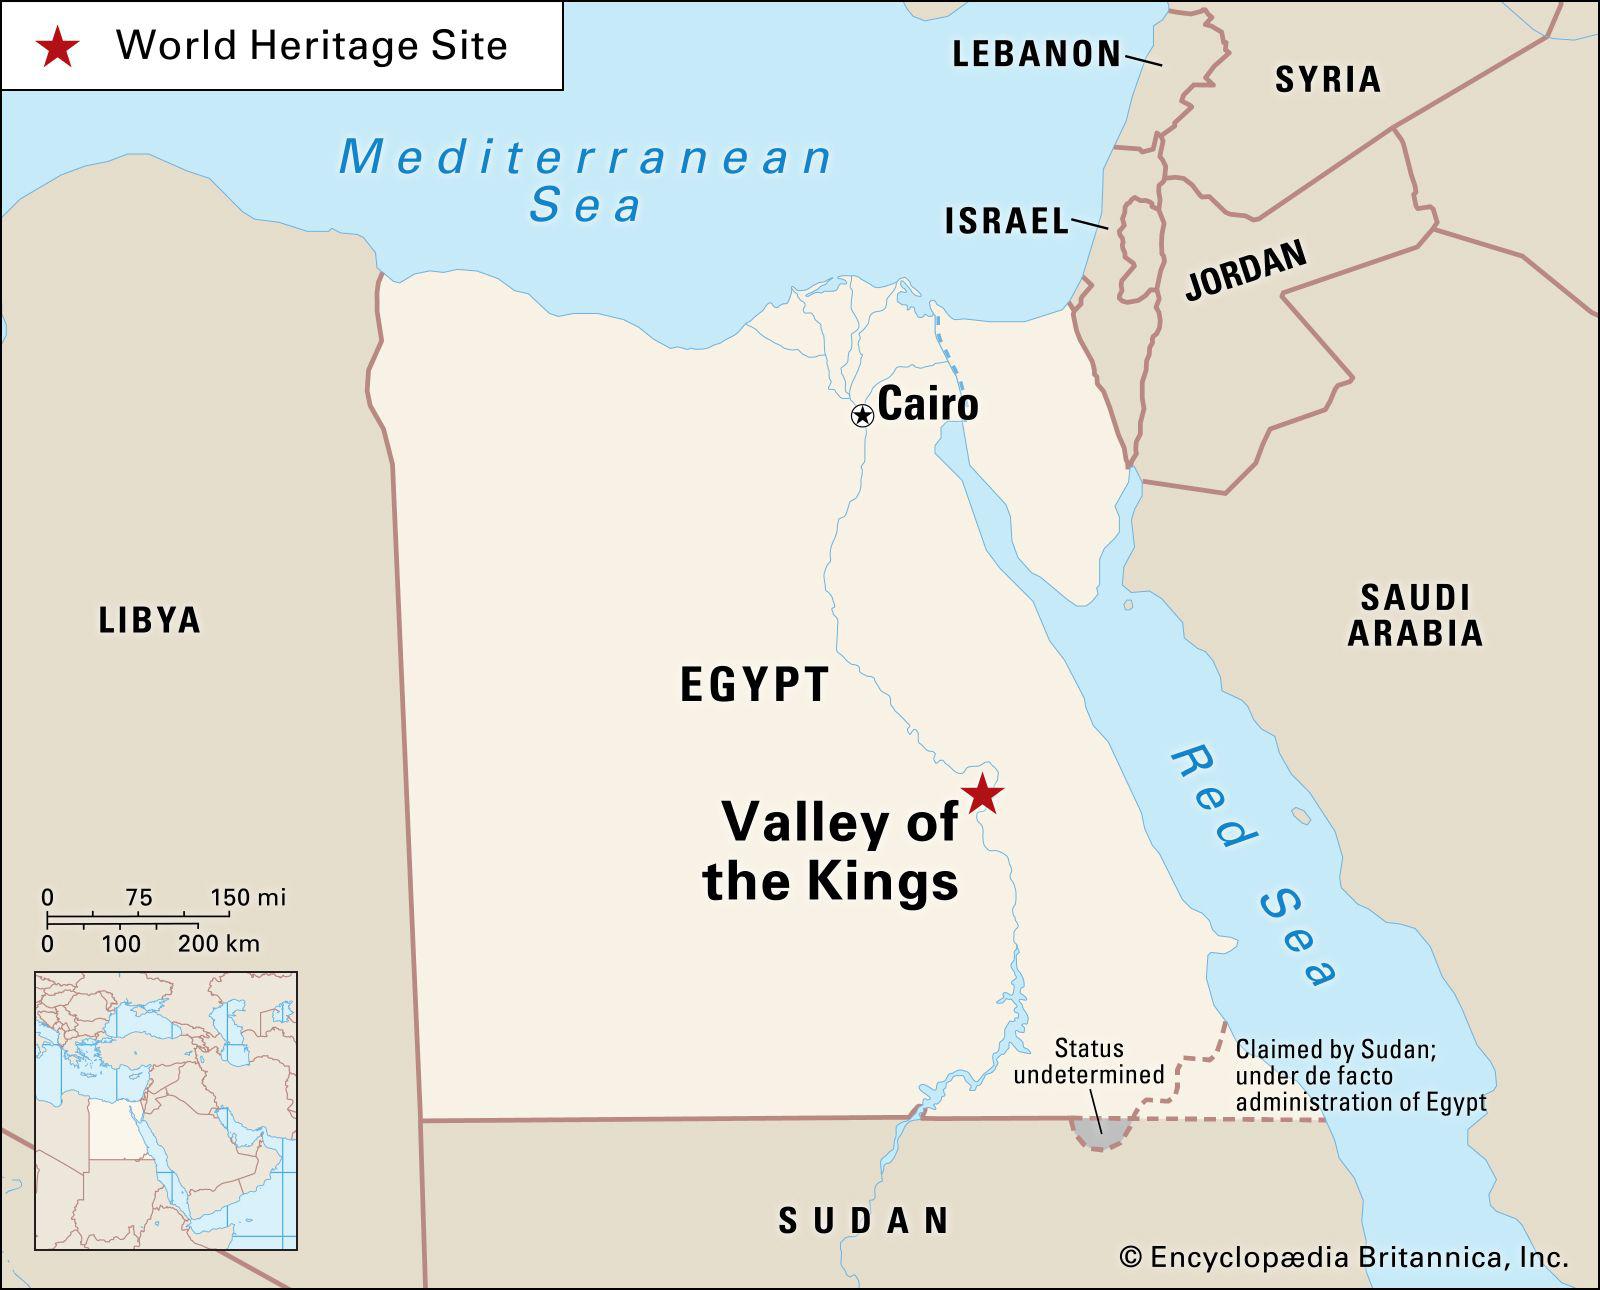 World Heritage Site
LEBANON
SYRIA
Mediterranean
Sea
ISRAEL
JORDAN
Cairo
LIBYA
SAUDI
ARABIA
EGYPT
Red Sea
Valley of
the Kings
0 75 150 mi
0 100 200 km
Status
undetermined
Claimed by Sudan;
under de facto
administration of Egypt
SUDAN
© Encyclopædia Britannica, Inc.